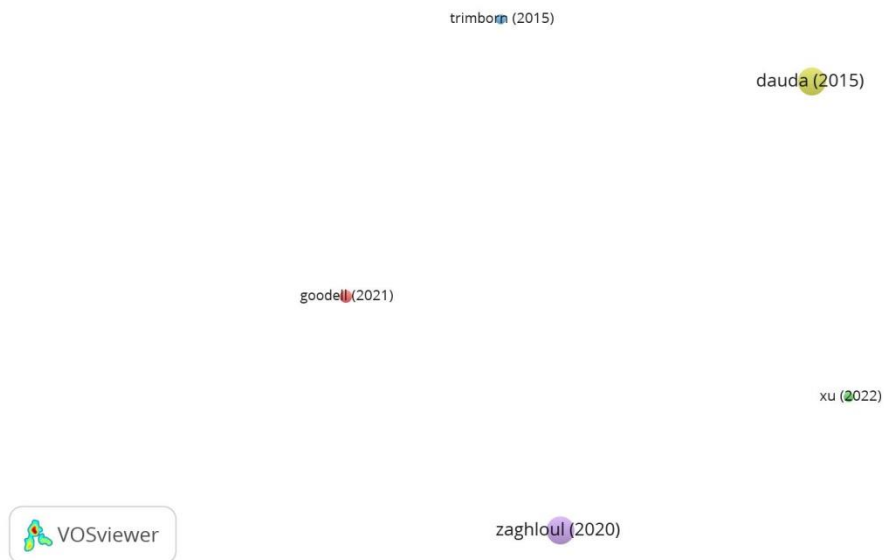 trimborn (2015)
dauda (2015)
goodell (2021)
xu (2022)
zaghloul (2020)
VOSviewer